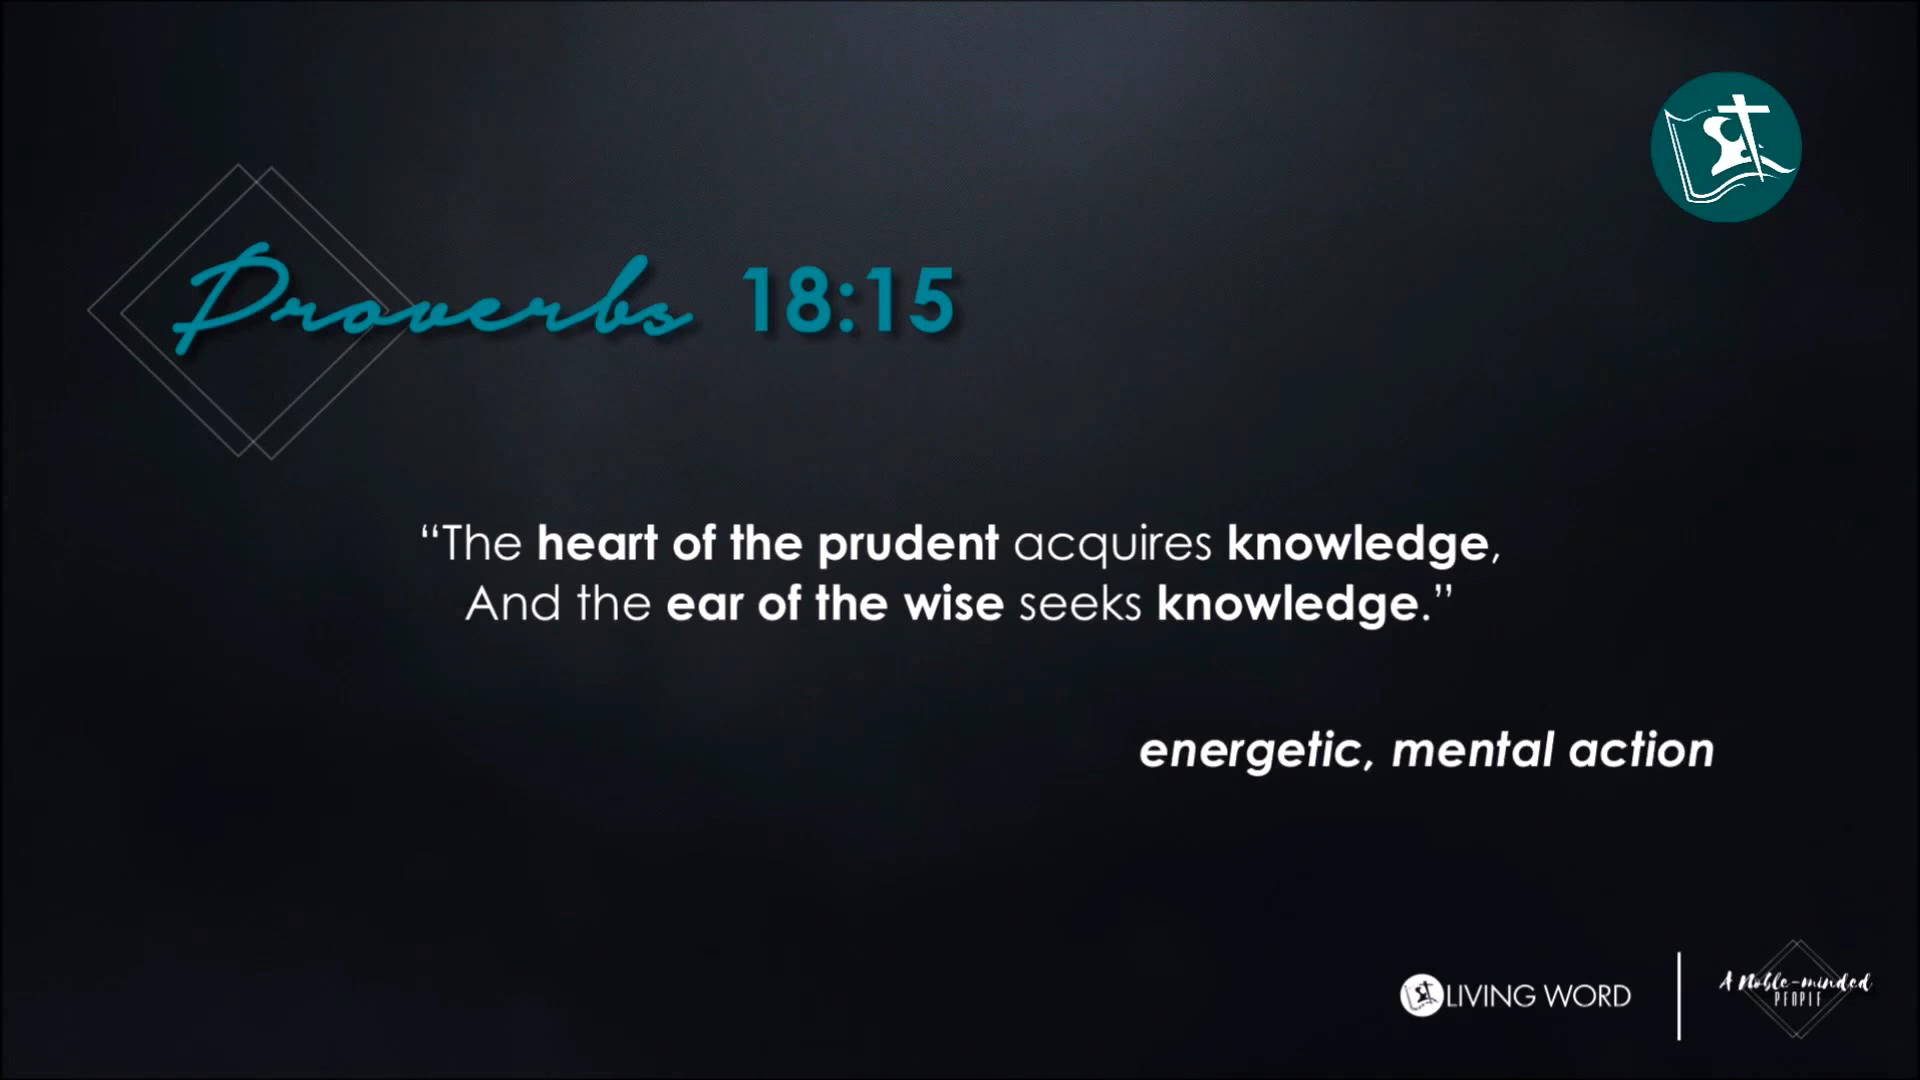 Proverbs 18:15
“The heart of the prudent acquires knowledge,
And the ear of the wise seeks knowledge.”
energetic, mental action
LIVING WORD
A Noble-minded
PEOPLE